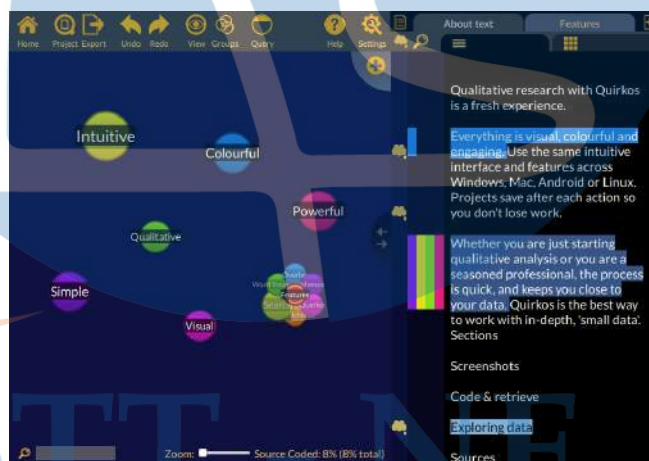 About text
Features
Home
Project
Export
Undo
Redo
View
Groups
Query
Help
Settings
Intuitive
Colourful
Powerful
Qualitative
Simple
Visual
Features
Qualitative research with Quirkos
is a fresh experience.
Everything is visual, colourful and
engaging. Use the same intuitive
interface and features across
Windows, Mac, Android or Linux.
Projects save after each action so
you don't lose work.
Whether you are just starting
qualitative analysis or you are a
seasoned professional, the process
is quick, and keeps you close to
your data. Quirkos is the best way
to work with in-depth, 'small data'.
Sections
Screenshots
Code & retrieve
Exploring data
Sources
Zoom:
Source Coded: 8% (8% total)